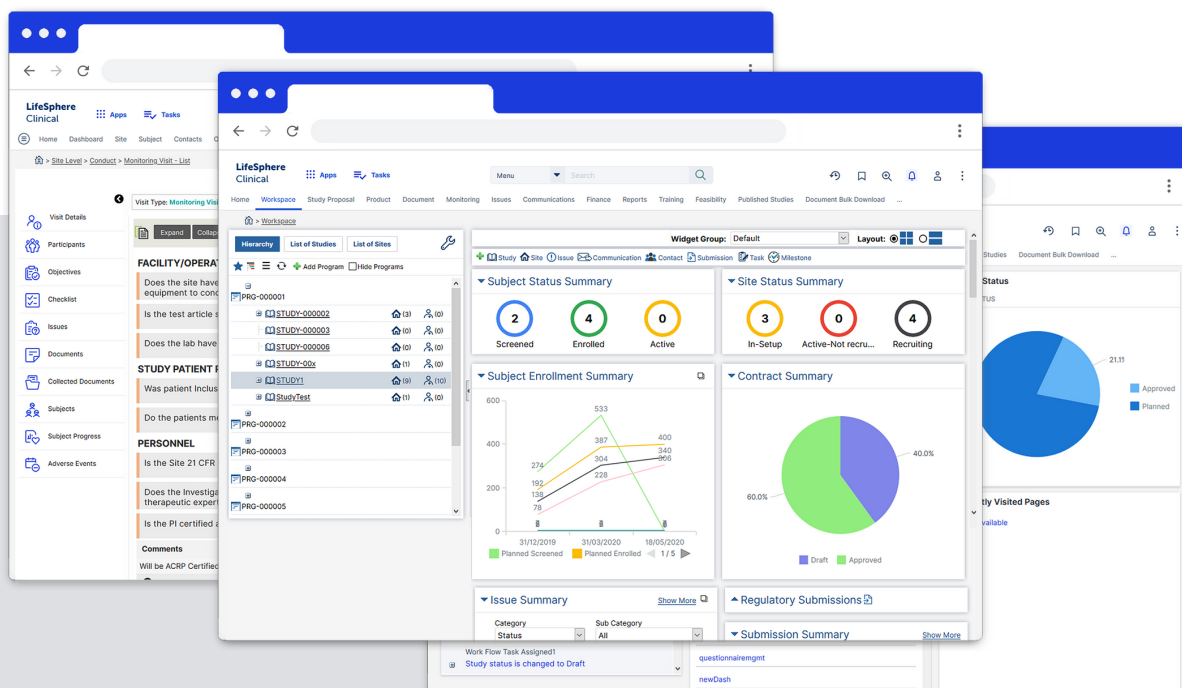 LifeSphere
Clinical
Apps
Tasks
Home Dashboard Site Subject Contacts
> Site Level > Conduct > Monitoring Visit - List
Visit Details
Participants
Objectives
Checklist
Issues
Documents
Collected Documents
Subjects
Subject Progress
Adverse Events
Visit Type: Monitoring Visi
Expand Collap
FACILITY/OPERAT
Does the site have
equipment to cond
Is the test article s
Does the lab have
STUDY PATIENT R
Was patient Inclus
Do the patients me
PERSONNEL
Is the Site 21 CFR
Does the Investiga
therapeutic expert
Is the PI certified a
Comments
Will be ACRP Certified
LifeSphere
Clinical
Apps
Tasks
Menu
Search
Home Workspace Study Proposal Product Document Monitoring Issues Communications Finance Reports Training Feasibility Published Studies Document Bulk Download ...
> Workspace
Hierarchy List of Studies List of Sites
Add Program Hide Programs
PRG-000001
STUDY-000002 (3) (0)
STUDY-000003 (0) (0)
STUDY-000006 (0) (0)
STUDY-00x (1) (0)
STUDY1 (9) (10)
StudyTest (1) (0)
PRG-000002
PRG-000003
PRG-000004
PRG-000005
Widget Group: Default Layout:
Study Site Issue Communication Contact Submission Task Milestone
Subject Status Summary
2 4 0
Screened Enrolled Active
Site Status Summary
3 0 4
In-Setup Active-Not recru... Recruiting
Subject Enrollment Summary
600
400
200
0
533
387
400
340
306
304
274
228
192
138
78
31/12/2019 31/03/2020 18/05/2020
Planned Screened Planned Enrolled 1/5
Contract Summary
40.0%
60.0%
Draft Approved
Issue Summary Show More
Category Sub Category
Status All
Regulatory Submissions
Submission Summary Show More
Studies Document Bulk Download ...
Status
TUS
21.11
Approved
Planned
tly Visited Pages
vailable
Work Flow Task Assigned1
Study status is changed to Draft
questionnairemgmt
newDash